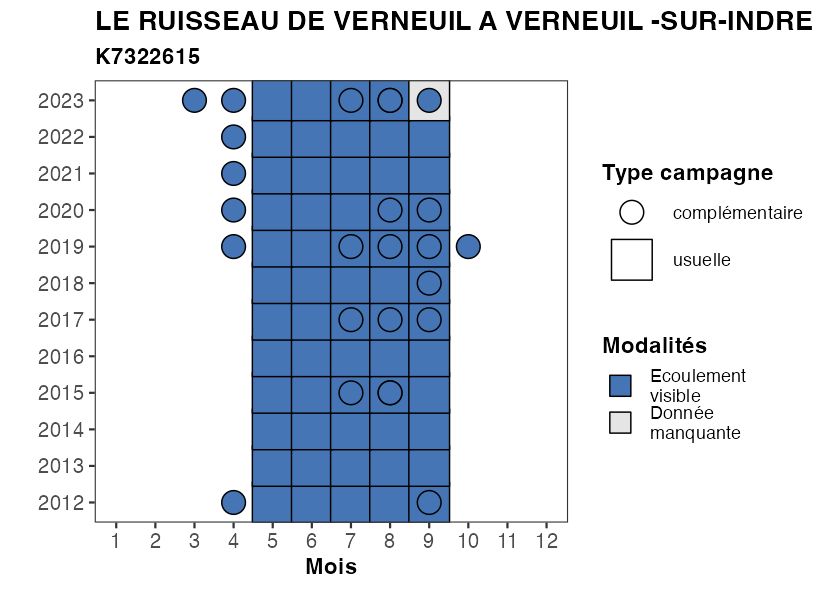 LE RUISSEAU DE VERNEUIL A VERNEUIL -SUR-INDRE
K7322615
2023
2022
2021
2020
2019
2018
2017
2016
2015
2014
2013
2012
1 2 3 4 5 6 7 8 9 10 11 12
Mois
Type campagne
complémentaire
usuelle
Modalités
Ecoulement
visible
Donnée
manquante